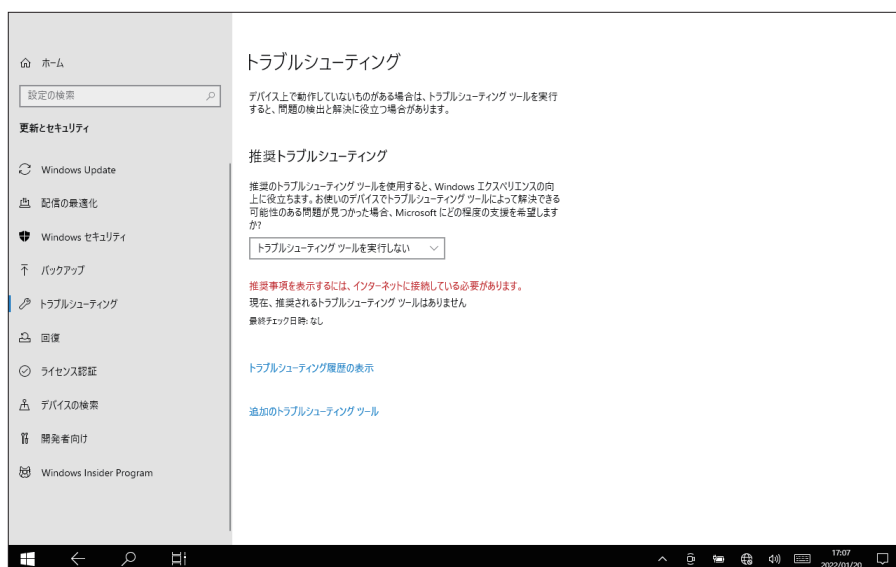 ホーム
設定の検索
更新とセキュリティ
Windows Update
配信の最適化
Windows セキュリティ
バックアップ
トラブルシューティング
回復
ライセンス認証
デバイスの検索
開発者向け
Windows Insider Program
トラブルシューティング
デバイス上で動作していないものがある場合は、トラブルシューティング ツールを実行
すると、問題の検出と解決に役立つ場合があります。
推奨トラブルシューティング
推奨のトラブルシューティング ツールを使用すると、Windows エクスペリエンスの向
上に役立ちます。お使いのデバイスでトラブルシューティング ツールによって解決できる
可能性のある問題が見つかった場合、Microsoft にどの程度の支援を希望します
か?
トラブルシューティング ツールを実行しない
推奨事項を表示するには、インターネットに接続している必要があります。
現在、推奨されるトラブルシューティング ツールはありません
最終チェック日時: なし
トラブルシューティング履歴の表示
追加のトラブルシューティング ツール
17:07
2022/01/20